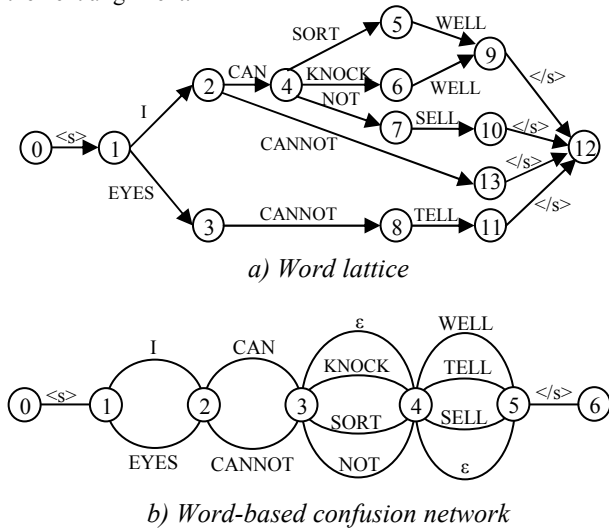 5
SORT
WELL
9
2
CAN
4
KNOCK
6
WELL
</s>
I
NOT
7
SELL
10
</s>
0
<s>
1
CANNOT
12
13
</s>
EYES
3
CANNOT
8
TELL
11
</s>
a) Word lattice
ε
WELL
I
CAN
KNOCK
TELL
0
<s>
1
2
3
4
5
</s>
6
SORT
SELL
EYES
CANNOT
NOT
ε
b) Word-based confusion network